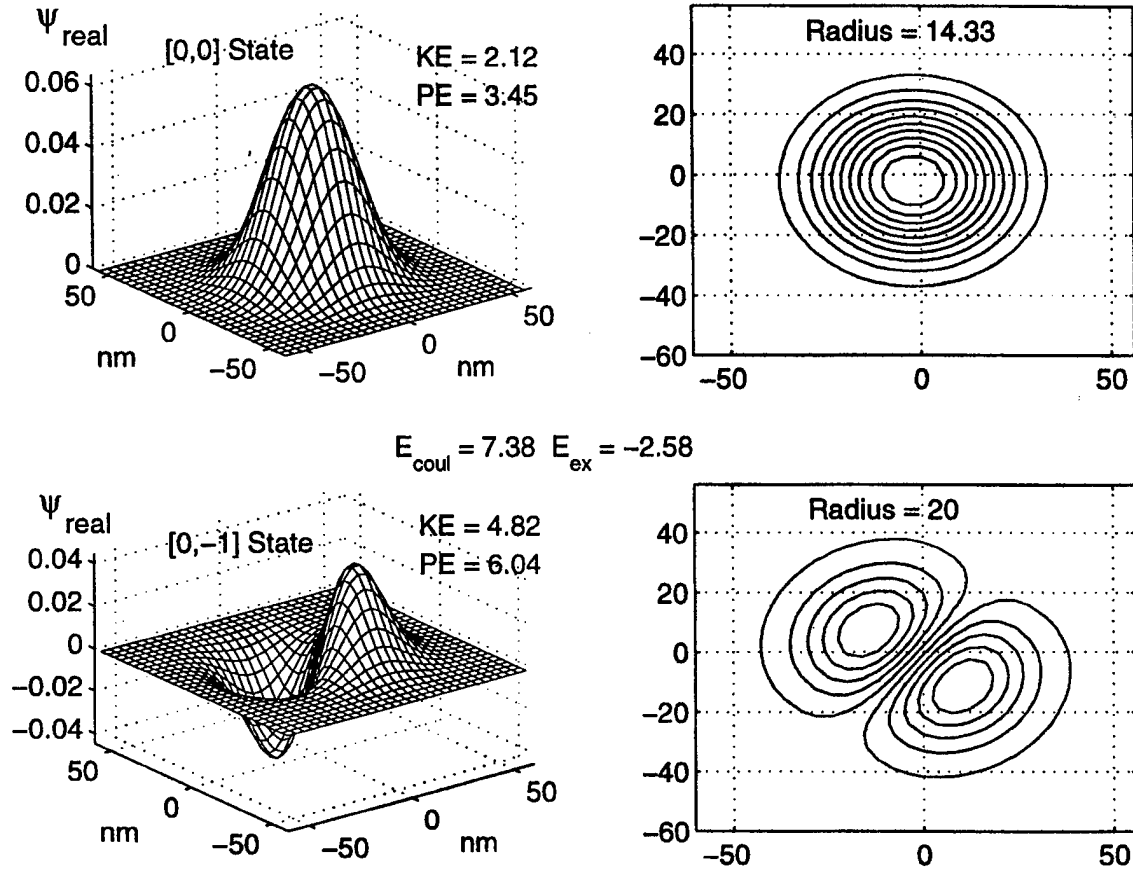 Ψreal
[0,0] State
KE = 2.12
PE = 3:45
0.06
0.04
0.02
0
50
0
−50
nm
−50
0
50
nm
Radius = 14.33
40
20
0
−20
−40
−60
−50
0
50
Ecoul = 7.38 Eex = −2.58
Ψreal
[0,−1] State
KE = 4.82
PE = 6.04
0.04
0.02
0
−0.02
−0.04
50
0
−50
nm
−50
0
50
nm
Radius = 20
40
20
0
−20
−40
−60
−50
0
50